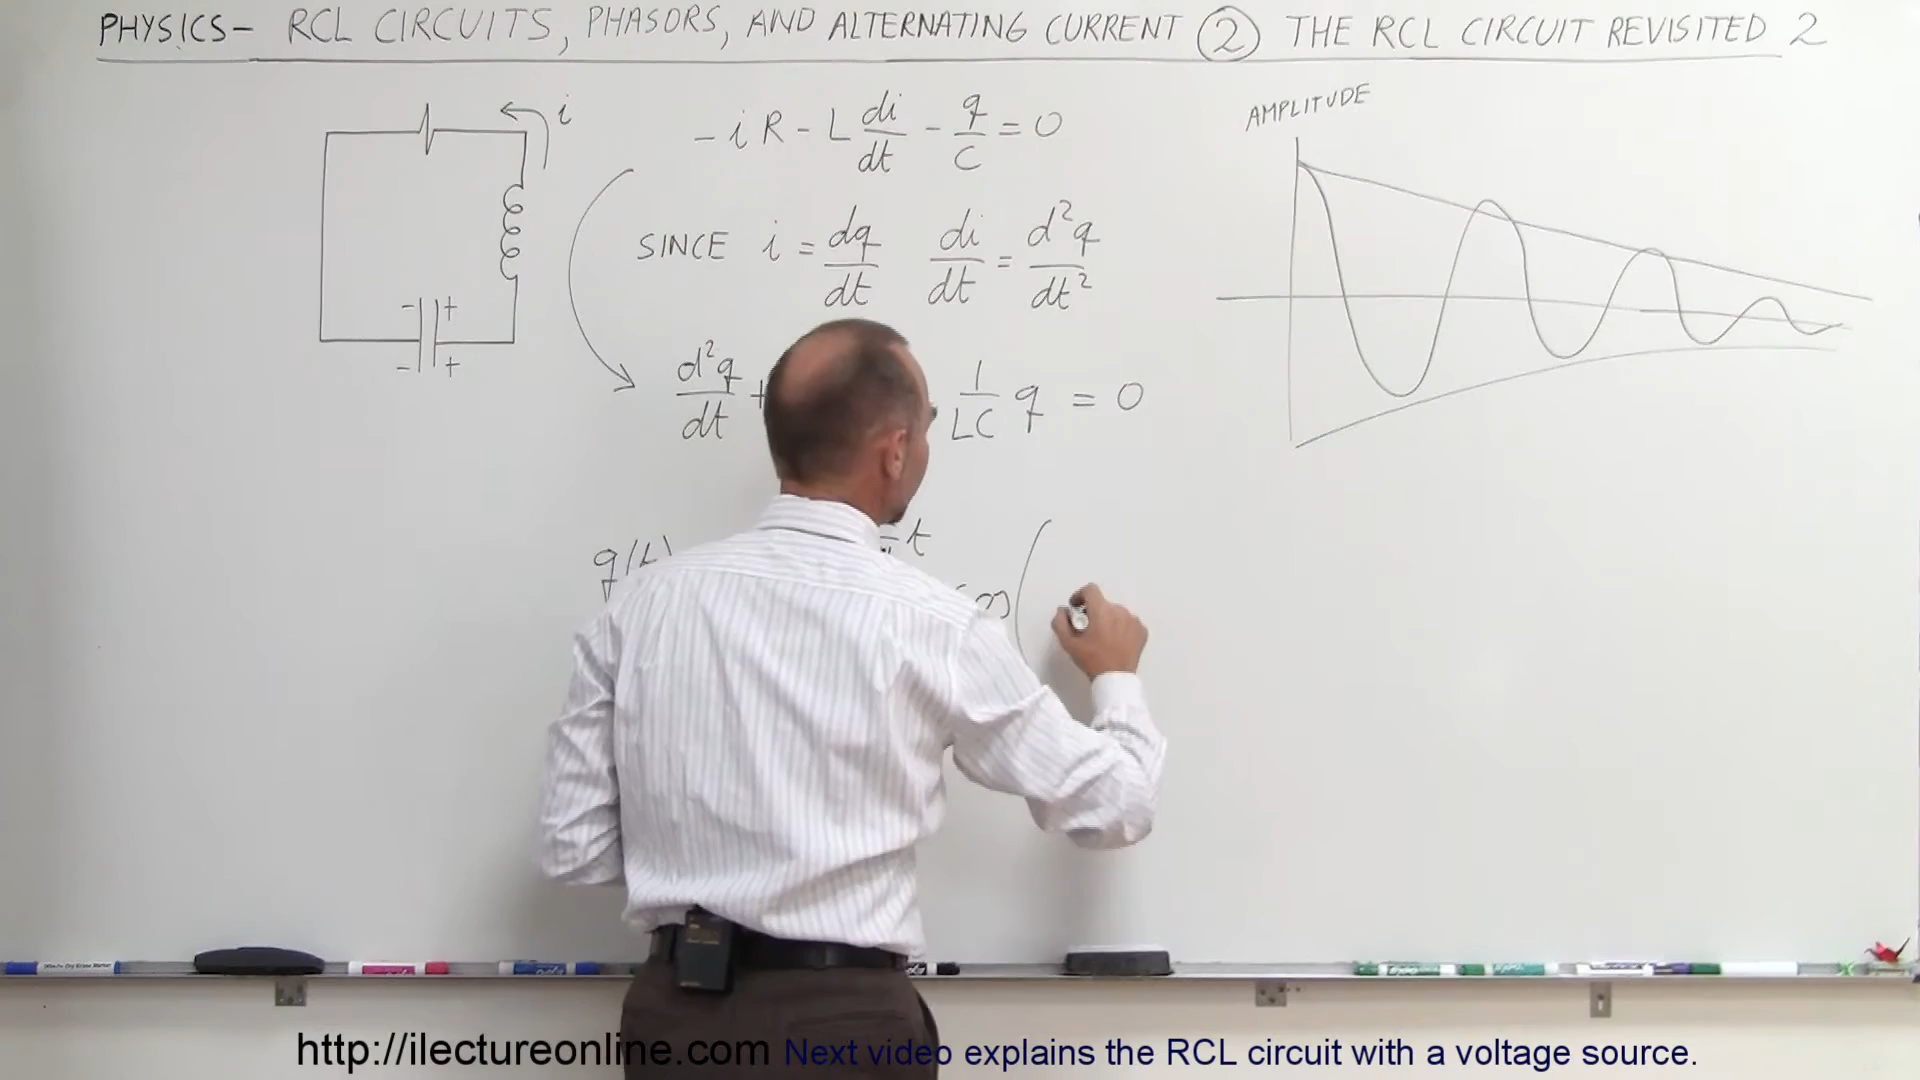 PHYSICS- RCL CIRCUITS, PHASORS, AND ALTERNATING CURRENT ② THE RCL CIRCUIT REVISITED 2
AMPLITUDE
i
- i R - L di/dt - q/C = 0
SINCE i = dq/dt di/dt = d²q/dt²
- +
- +
d²q/dt + 1/LC q = 0
q(t) t cos(
http://ilectureonline.com Next video explains the RCL circuit with a voltage source.